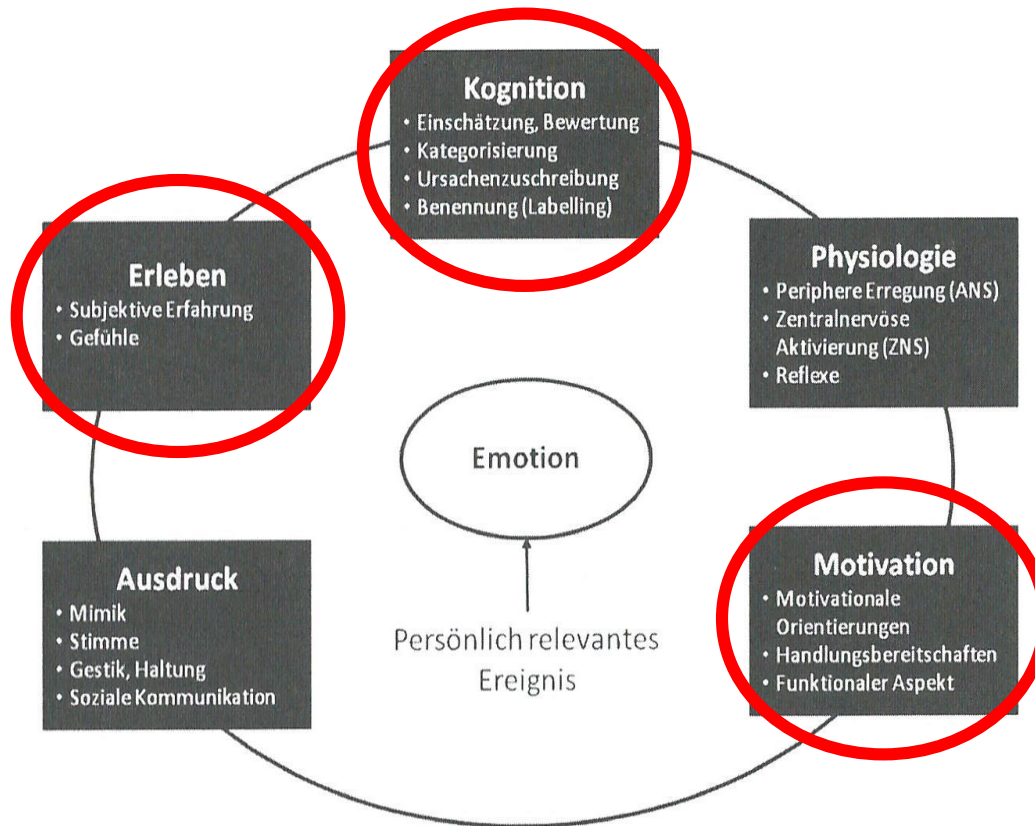 Kognition
• Einschätzung, Bewertung
• Kategorisierung
• Ursachenzuschreibung
• Benennung (Labelling)
Erleben
• Subjektive Erfahrung
• Gefühle
Physiologie
• Periphere Erregung (ANS)
• Zentralnervöse
Aktivierung (ZNS)
• Reflexe
Emotion
Ausdruck
• Mimik
• Stimme
• Gestik, Haltung
• Soziale Kommunikation
Persönlich relevantes
Ereignis
Motivation
• Motivationale
Orientierungen
• Handlungsbereitschaften
• Funktionaler Aspekt